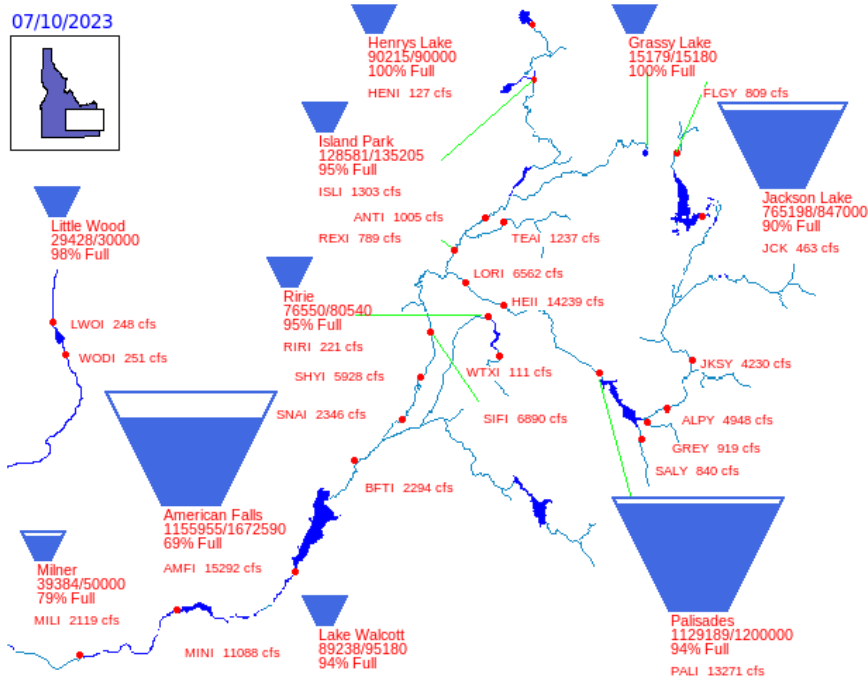 07/10/2023
Henrys Lake
90215/90000
100% Full
HENI 127 cfs
Grassy Lake
15179/15180
100% Full
FLGY 809 cfs
Island Park
128581/135205
95% Full
ISLI 1303 cfs
Jackson Lake
765198/847000
90% Full
JCK 463 cfs
Little Wood
29428/30000
98% Full
ANTI 1005 cfs
REXI 789 cfs
TEAI 1237 cfs
LORI 6562 cfs
HEII 14239 cfs
Ririe
76550/80540
95% Full
RIRI 221 cfs
LWOI 248 cfs
WODI 251 cfs
SHYI 5928 cfs
WTXI 111 cfs
JKSY 4230 cfs
SNAI 2346 cfs
SIFI 6890 cfs
ALPY 4948 cfs
GREY 919 cfs
SALY 840 cfs
BFTI 2294 cfs
American Falls
1155955/1672590
69% Full
AMFI 15292 cfs
Milner
39384/50000
79% Full
MILI 2119 cfs
MINI 11088 cfs
Lake Walcott
89238/95180
94% Full
Palisades
1129189/1200000
94% Full
PALI 13271 cfs